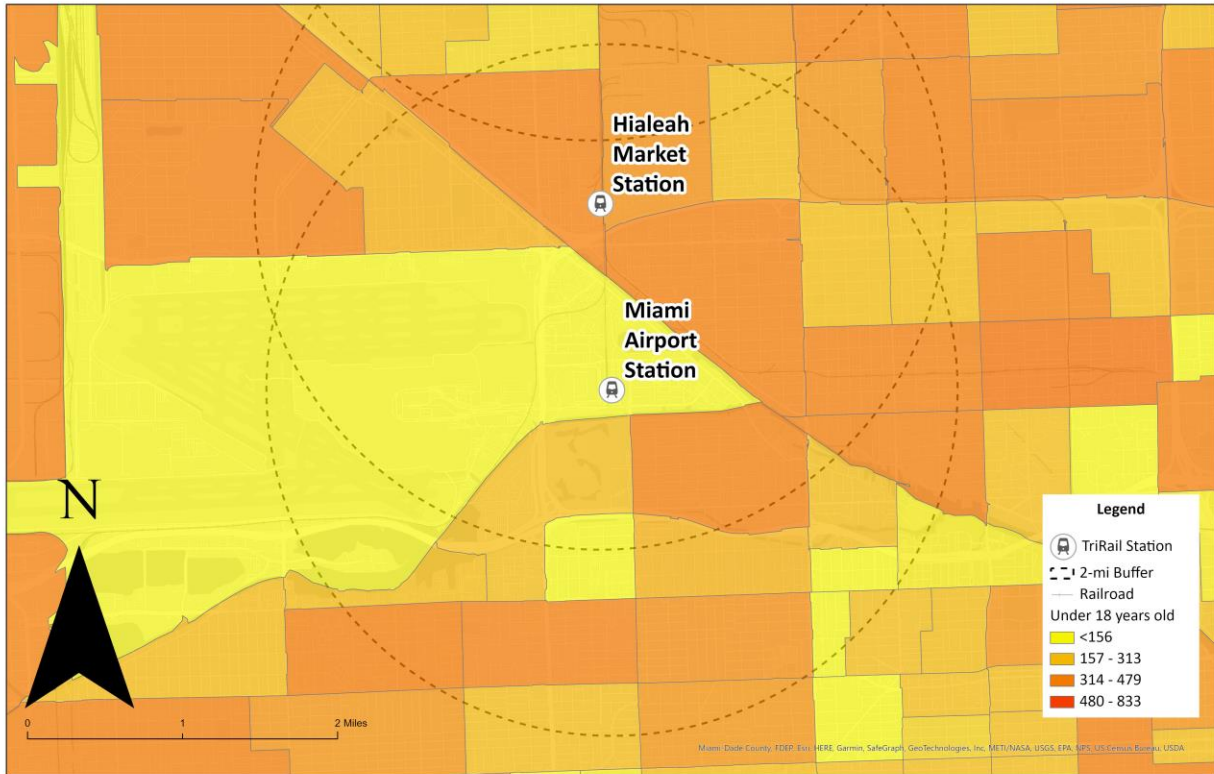 Hialeah
Market
Station
Miami
Airport
Station
N
0 1 2 Miles
Legend
TriRail Station
2-mi Buffer
Railroad
Under 18 years old
<156
157 - 313
314 - 479
480 - 833
Miami-Dade County, FDEP, Esri, HERE, Garmin, SafeGraph, GeoTechnologies, Inc, METI/NASA, USGS, EPA, NPS, US Census Bureau, USDA